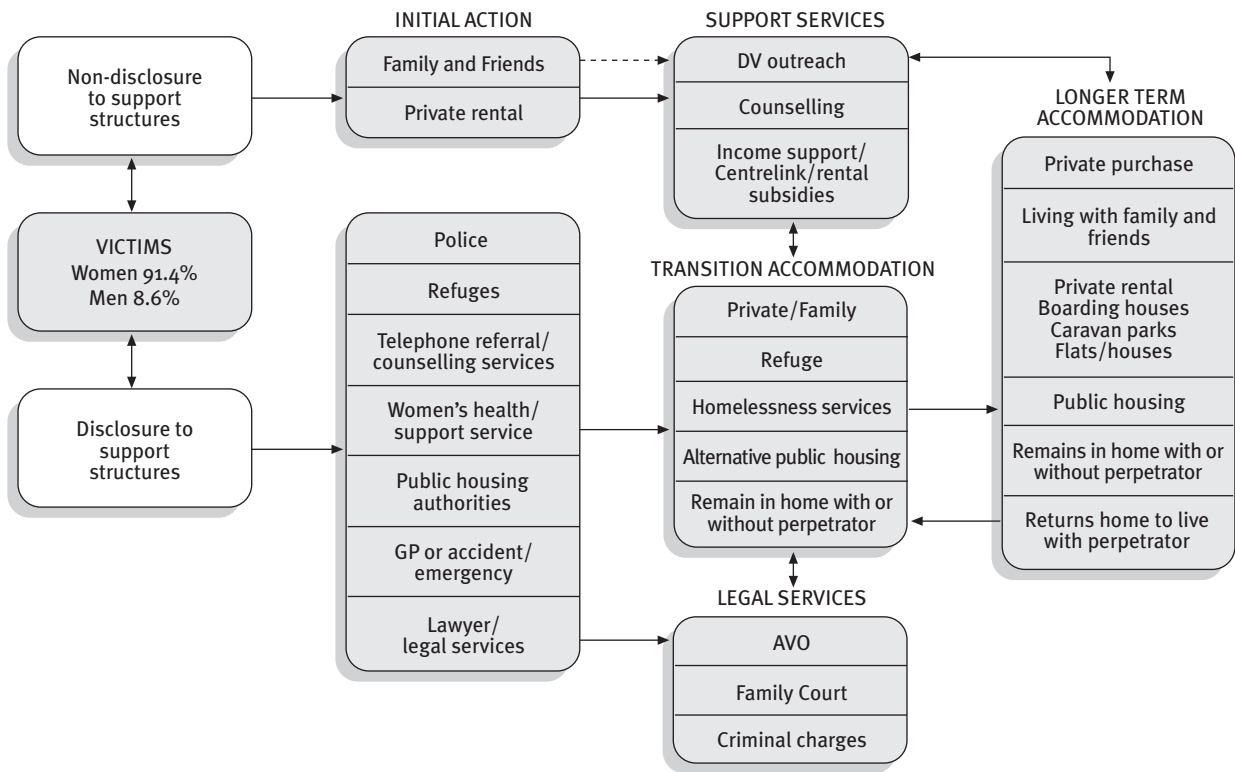 INITIAL ACTION
SUPPORT SERVICES
Non-disclosure
to support
structures
Family and Friends
Private rental
DV outreach
Counselling
Income support/
Centrelink/rental
subsidies
LONGER TERM
ACCOMMODATION
Private purchase
Living with family and
friends
Private rental
Boarding houses
Caravan parks
Flats/houses
Public housing
Remains in home with or
without perpetrator
Returns home to live
with perpetrator
VICTIMS
Women 91.4%
Men 8.6%
Disclosure to
support
structures
Police
Refuges
Telephone referral/
counselling services
Women's health/
support service
Public housing
authorities
GP or accident/
emergency
Lawyer/
legal services
TRANSITION ACCOMMODATION
Private/Family
Refuge
Homelessness services
Alternative public housing
Remain in home with or
without perpetrator
LEGAL SERVICES
AVO
Family Court
Criminal charges